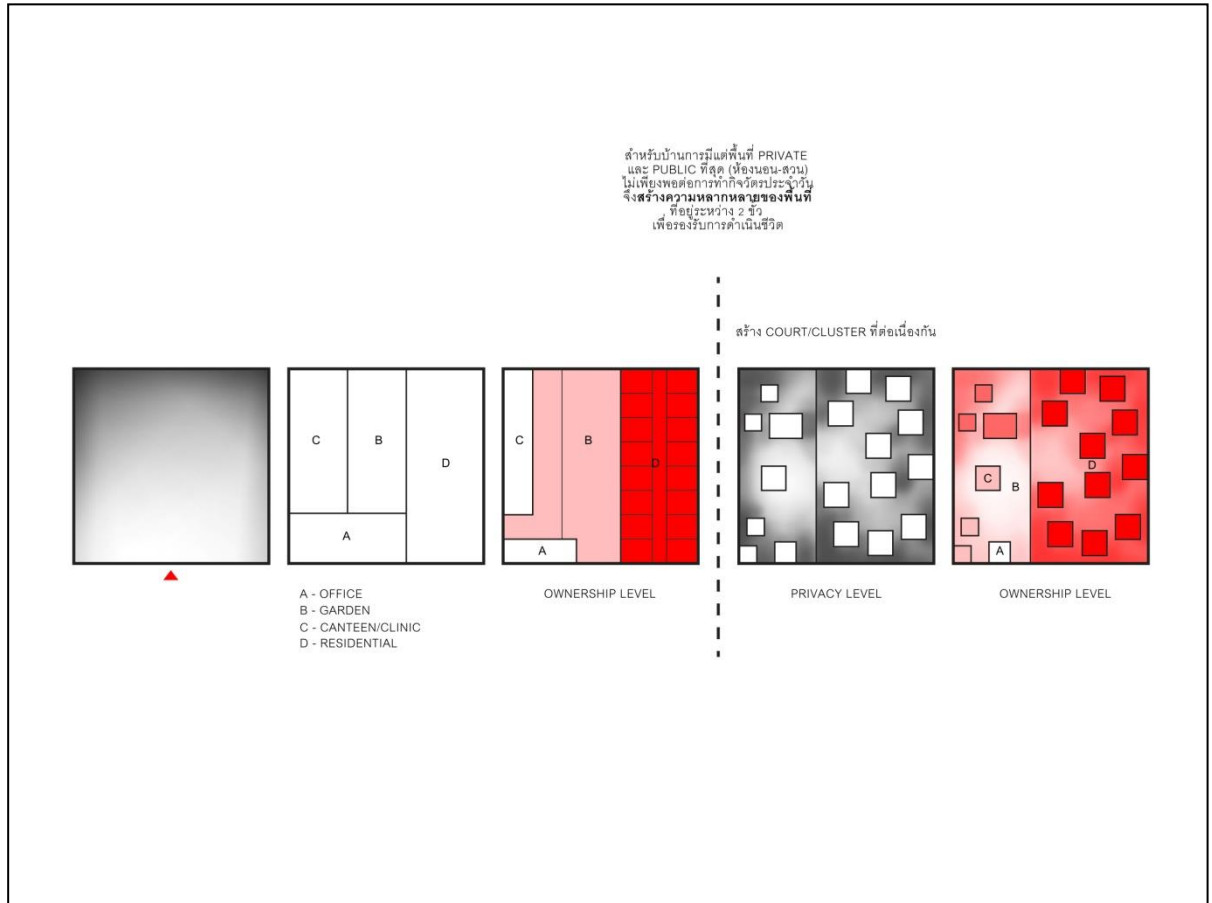 สำหรับบ้านการมีแต่พื้นที่ PRIVATE
และ PUBLIC ที่สุด (ห้องนอน-สวน)
ไม่เพียงพอต่อการทำกิจวัตรประจำวัน
จึงสร้างความหลากหลายของพื้นที่
ที่อยู่ระหว่าง 2 ขั้ว
เพื่อรองรับการดำเนินชีวิต
สร้าง COURT/CLUSTER ที่ต่อเนื่องกัน
C
B
D
A
C
B
D
A
D
C
B
A
A - OFFICE
B - GARDEN
C - CANTEEN/CLINIC
D - RESIDENTIAL
OWNERSHIP LEVEL
PRIVACY LEVEL
OWNERSHIP LEVEL